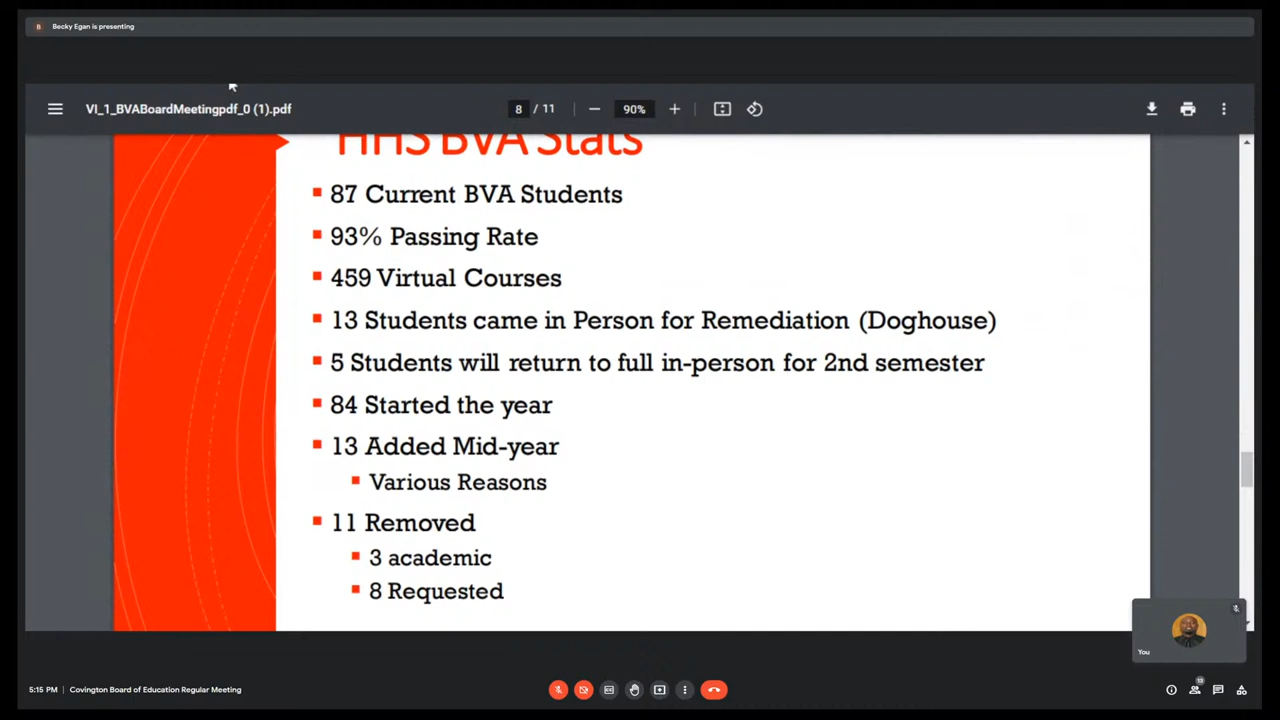 B Becky Egan is presenting
VI_1_BVABoardMeetingpdf_0 (1).pdf
8 / 11
90%
HHS BVA Stats
87 Current BVA Students
93% Passing Rate
459 Virtual Courses
13 Students came in Person for Remediation (Doghouse)
5 Students will return to full in-person for 2nd semester
84 Started the year
13 Added Mid-year
Various Reasons
11 Removed
3 academic
8 Requested
You
5:15 PM | Covington Board of Education Regular Meeting
13